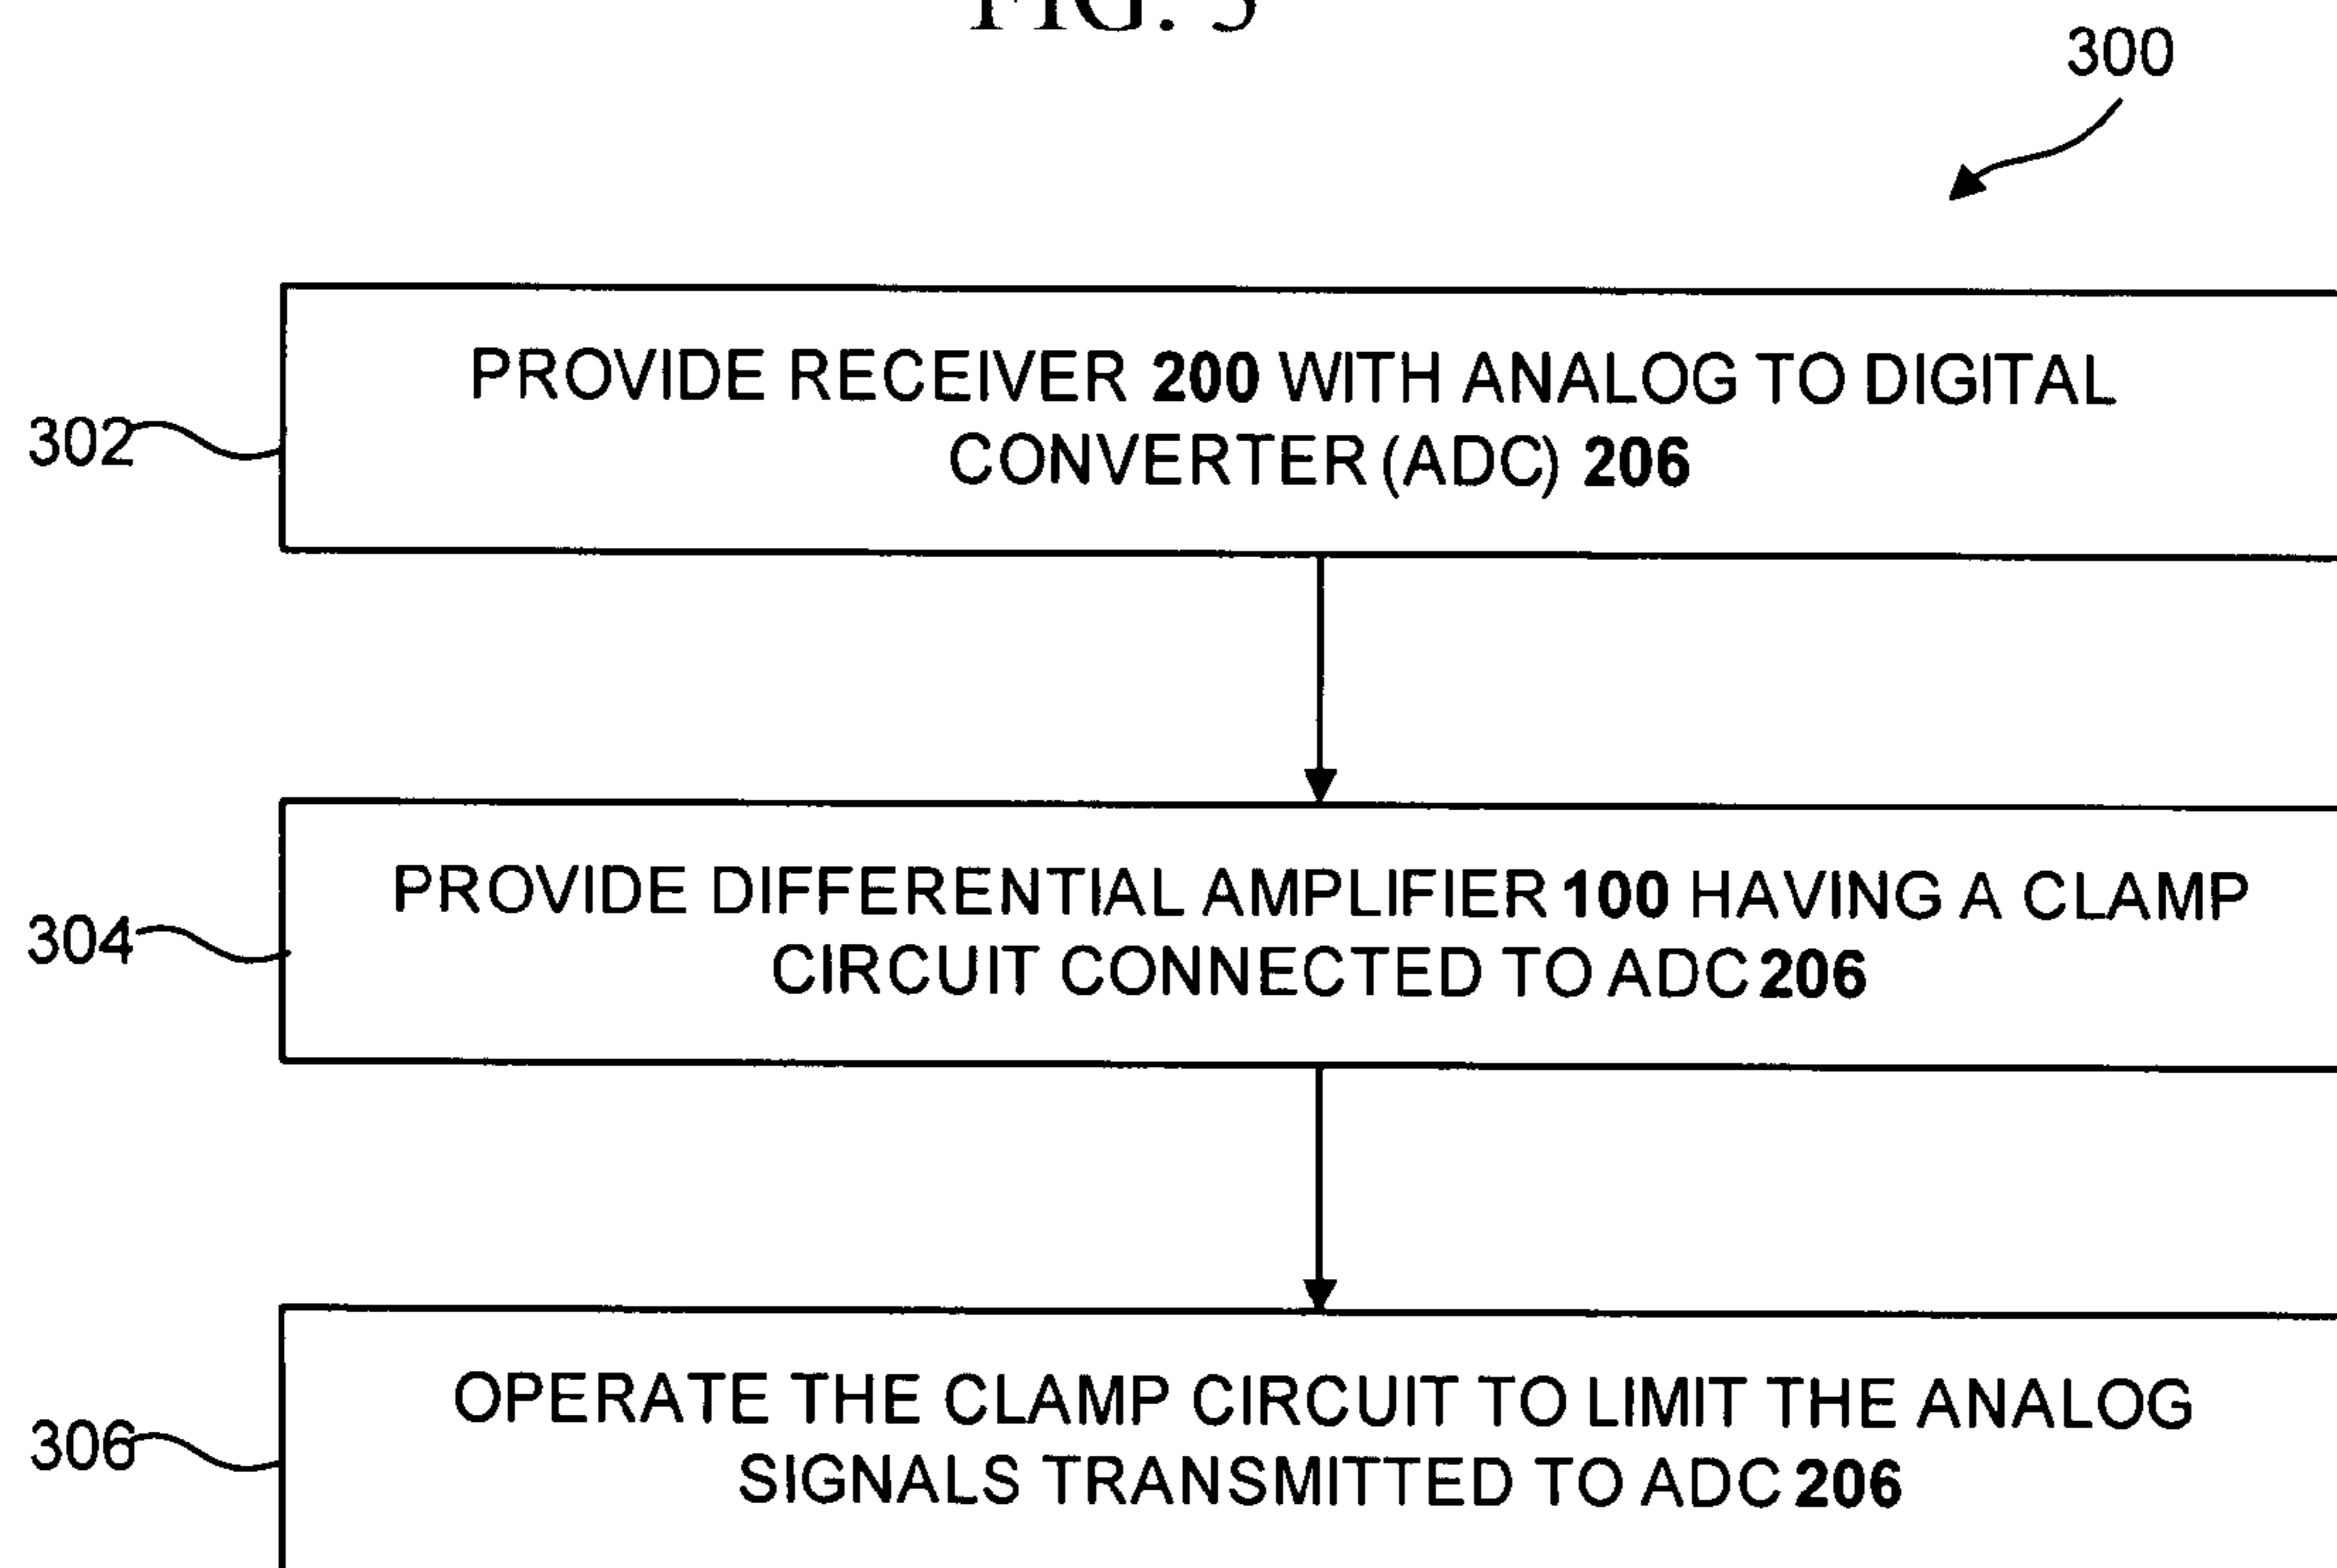 FIG.
300
PROVIDE RECEIVER 200 WITH ANALOG TO DIGITAL
CONVERTER (ADC) 206
302
PROVIDE DIFFERENTIAL AMPLIFIER 100 HAVING A CLAMP
CIRCUIT CONNECTED TO ADC 206
304
OPERATE THE CLAMP CIRCUIT TO LIMIT THE ANALOG
SIGNALS TRANSMITTED TO ADC 206
306